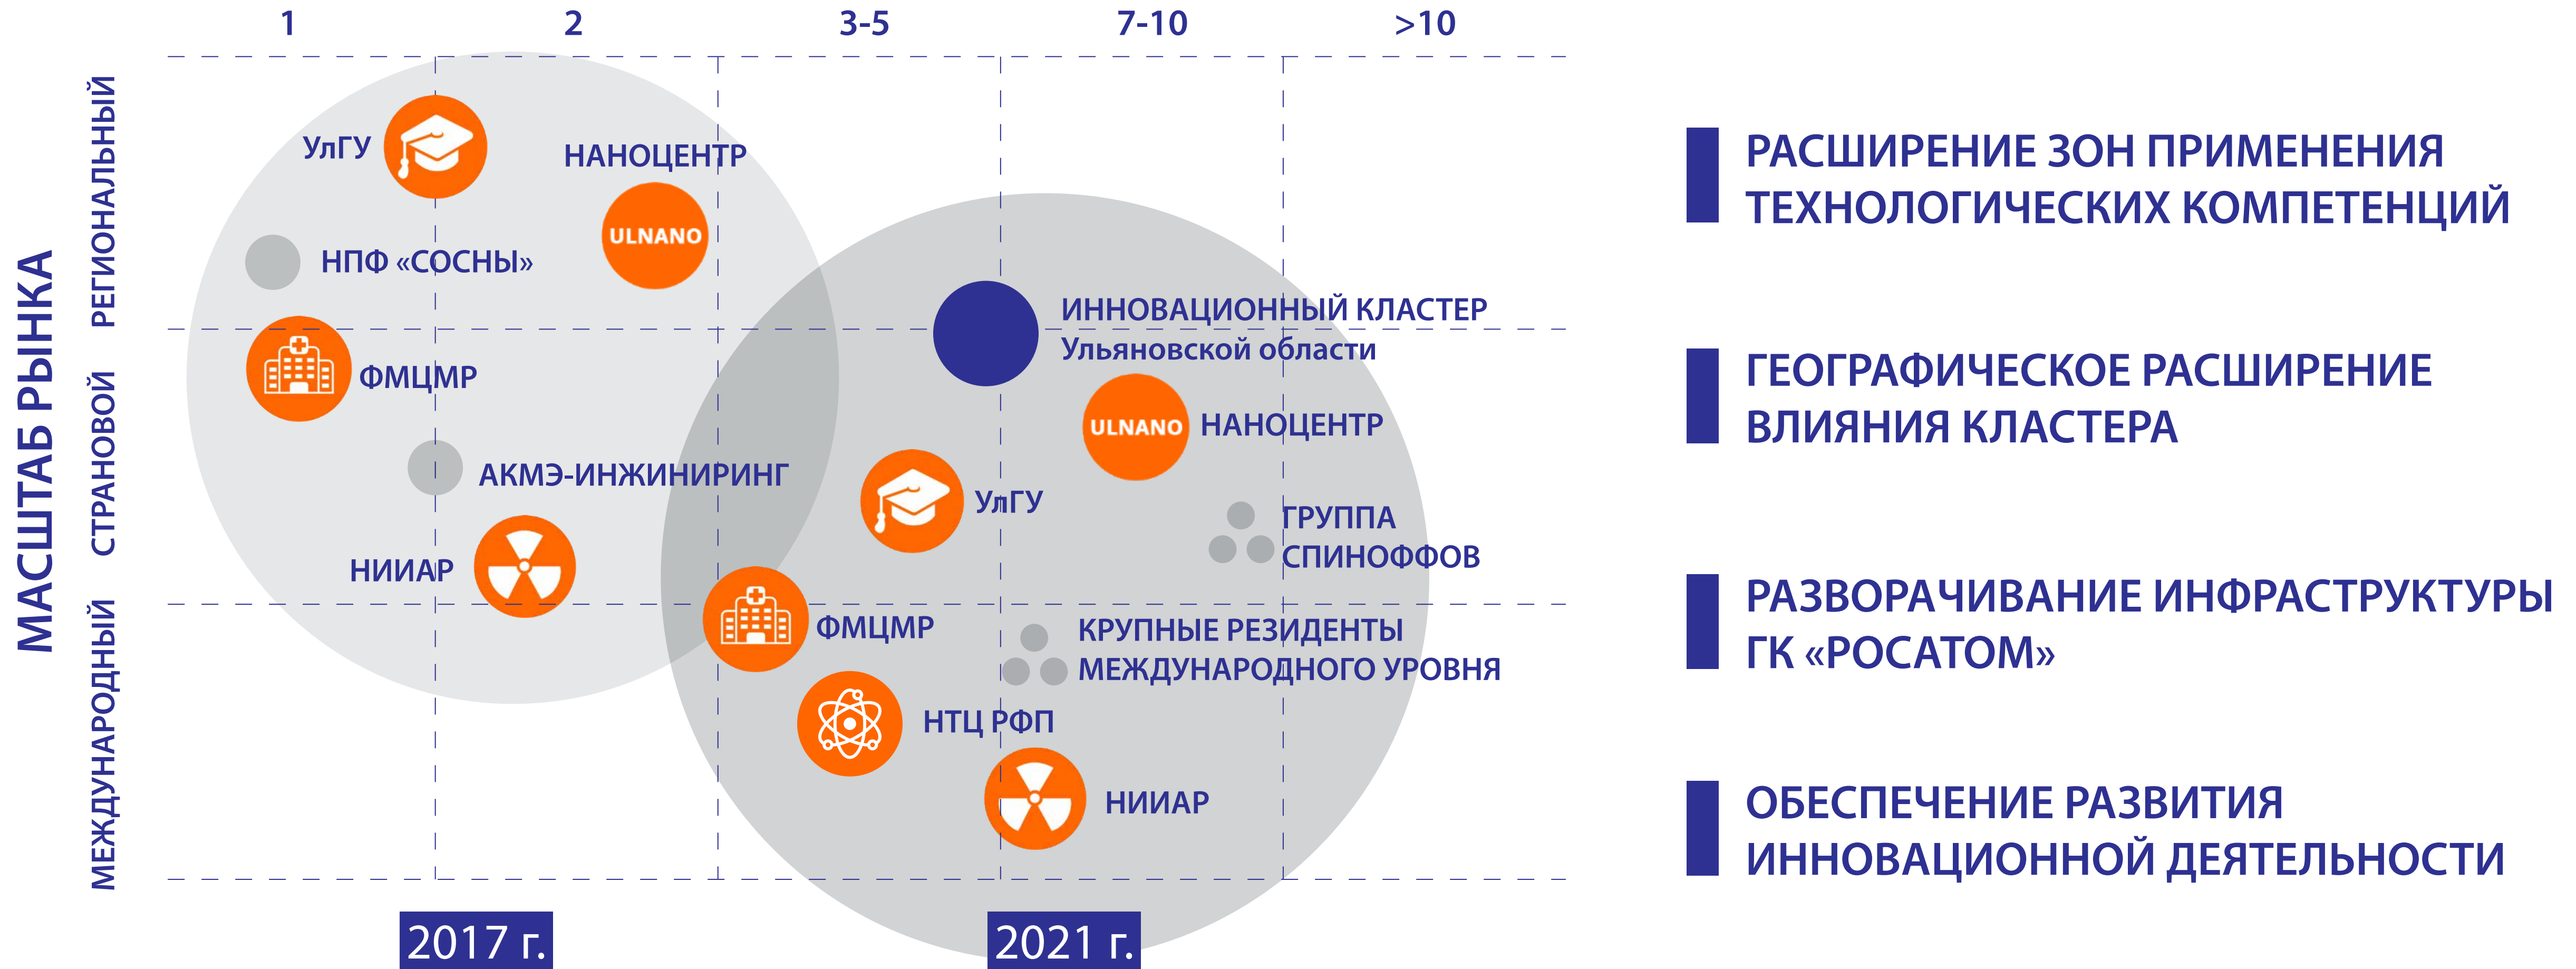 1
2
3-5
7-10
>10
МАСШТАБ РЫНКА
РЕГИОНАЛЬНЫЙ
СТРАНОВОЙ
МЕЖДУНАРОДНЫЙ
УлГУ
НАНОЦЕНТР
ULNANO
НПФ «СОСНЫ»
ФМЦМР
АКМЭ-ИНЖИНИРИНГ
НИИАР
ИННОВАЦИОННЫЙ КЛАСТЕР
Ульяновской области
ULNANO
НАНОЦЕНТР
УлГУ
ГРУППА
СПИНОФФОВ
ФМЦМР
КРУПНЫЕ РЕЗИДЕНТЫ
МЕЖДУНАРОДНОГО УРОВНЯ
НТЦ РФП
НИИАР
2017 г.
2021 г.
РАСШИРЕНИЕ ЗОН ПРИМЕНЕНИЯ
ТЕХНОЛОГИЧЕСКИХ КОМПЕТЕНЦИЙ
ГЕОГРАФИЧЕСКОЕ РАСШИРЕНИЕ
ВЛИЯНИЯ КЛАСТЕРА
РАЗВОРАЧИВАНИЕ ИНФРАСТРУКТУРЫ
ГК «РОСАТОМ»
ОБЕСПЕЧЕНИЕ РАЗВИТИЯ
ИННОВАЦИОННОЙ ДЕЯТЕЛЬНОСТИ